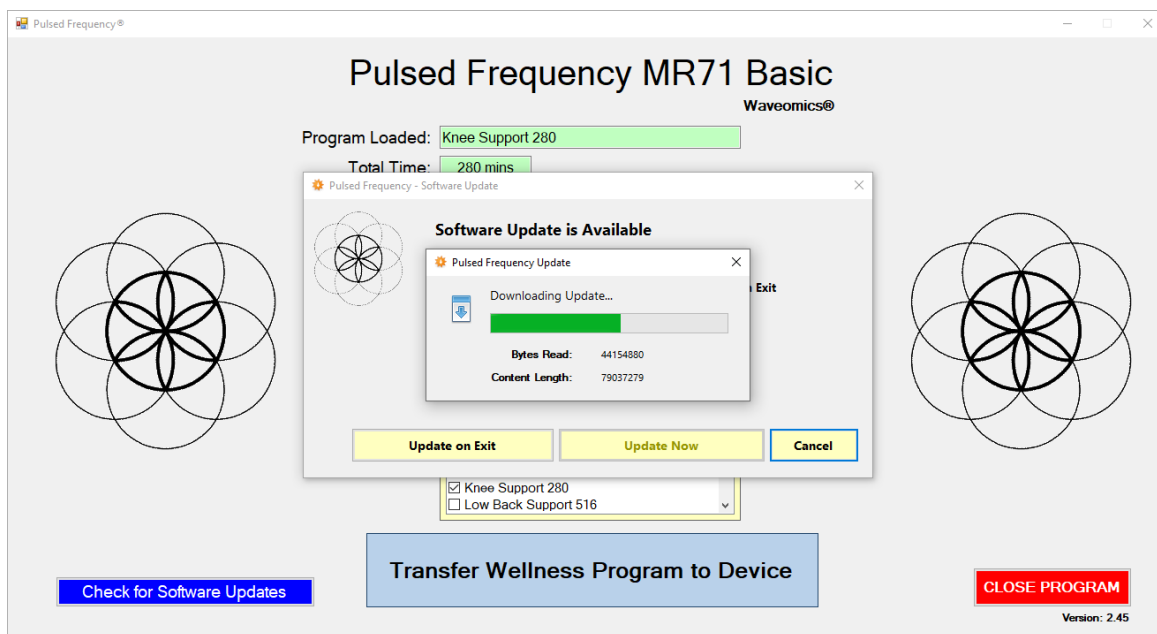 Pulsed Frequency®
Pulsed Frequency MR71 Basic
Waveomics®
Program Loaded: Knee Support 280
Total Time: 280 mins
Pulsed Frequency - Software Update
Software Update is Available
Pulsed Frequency Update
Exit
Downloading Update...
Bytes Read: 44154880
Content Length: 79037279
Update on Exit Update Now Cancel
Knee Support 280
Low Back Support 516
Transfer Wellness Program to Device
Check for Software Updates
CLOSE PROGRAM
Version: 2.45